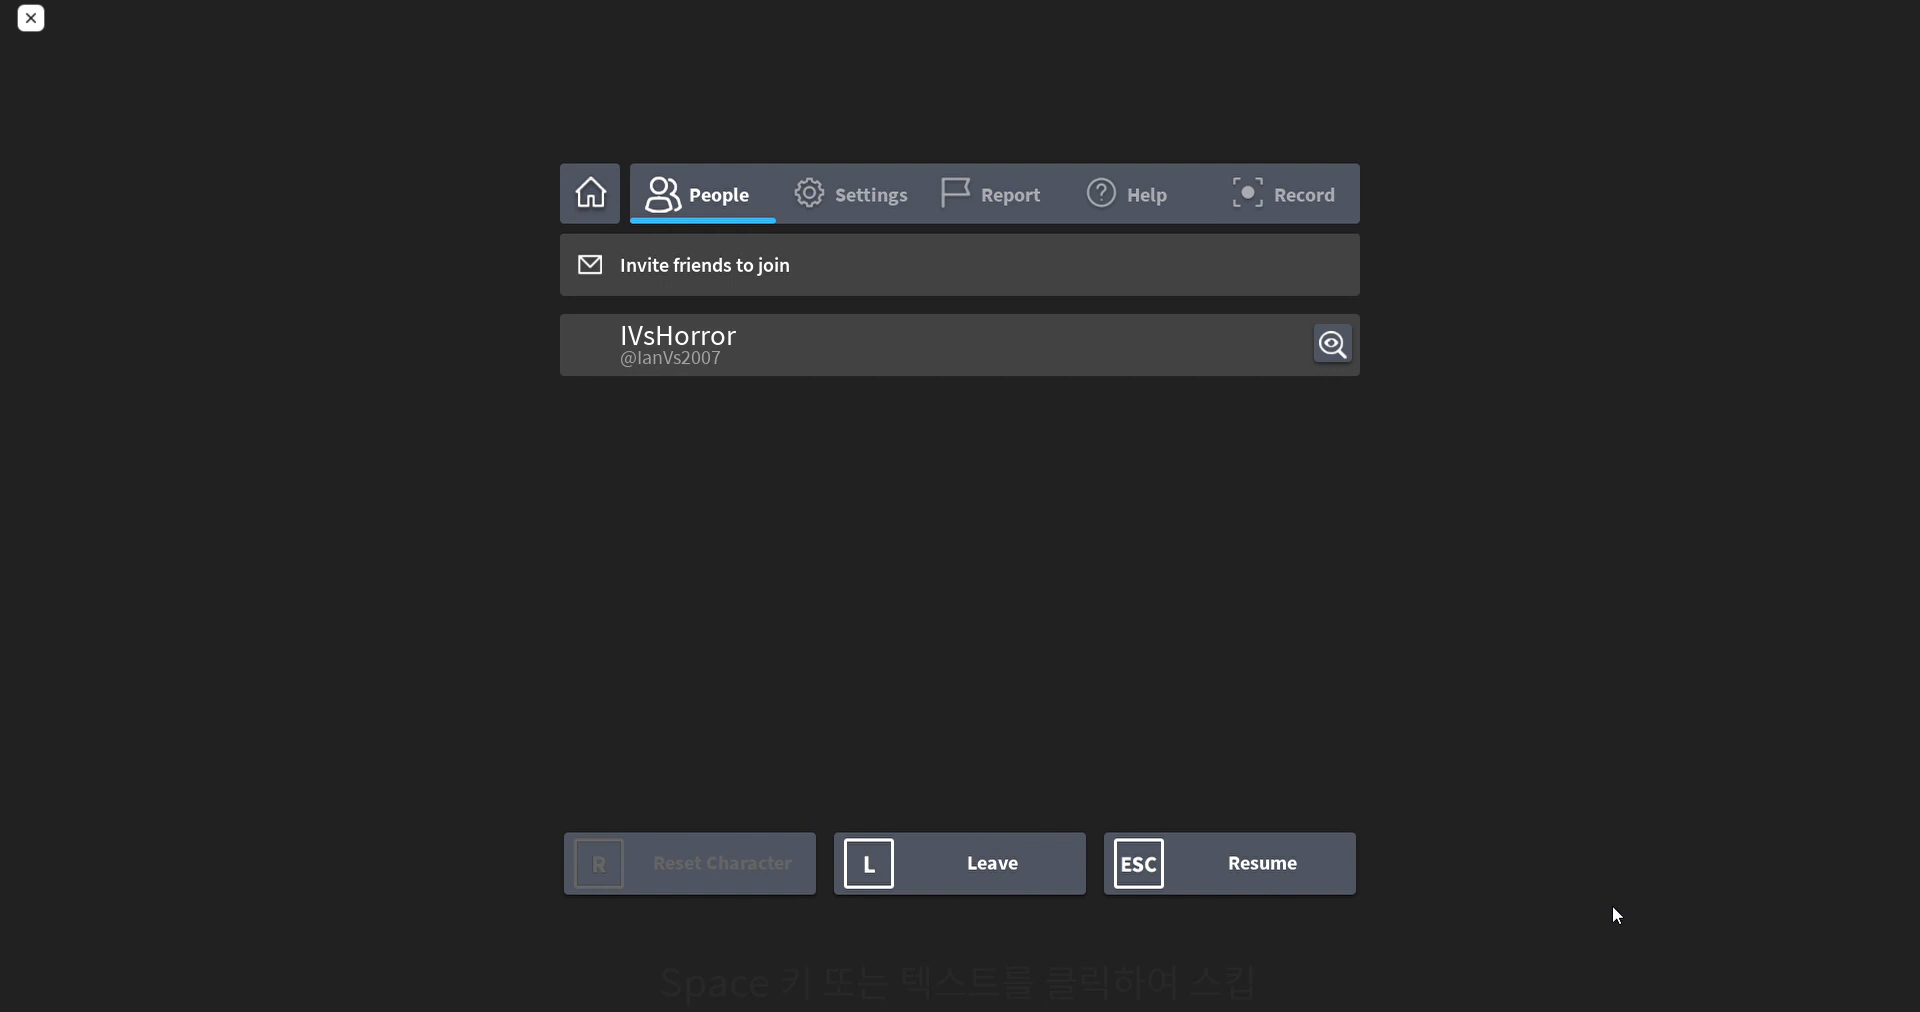 People
Settings
Report
Help
Record
Invite friends to join
IVsHorror
@IanVs2007
R
Reset Character
L
Leave
ESC
Resume
Space 키 또는 텍스트를 클릭하여 스킵